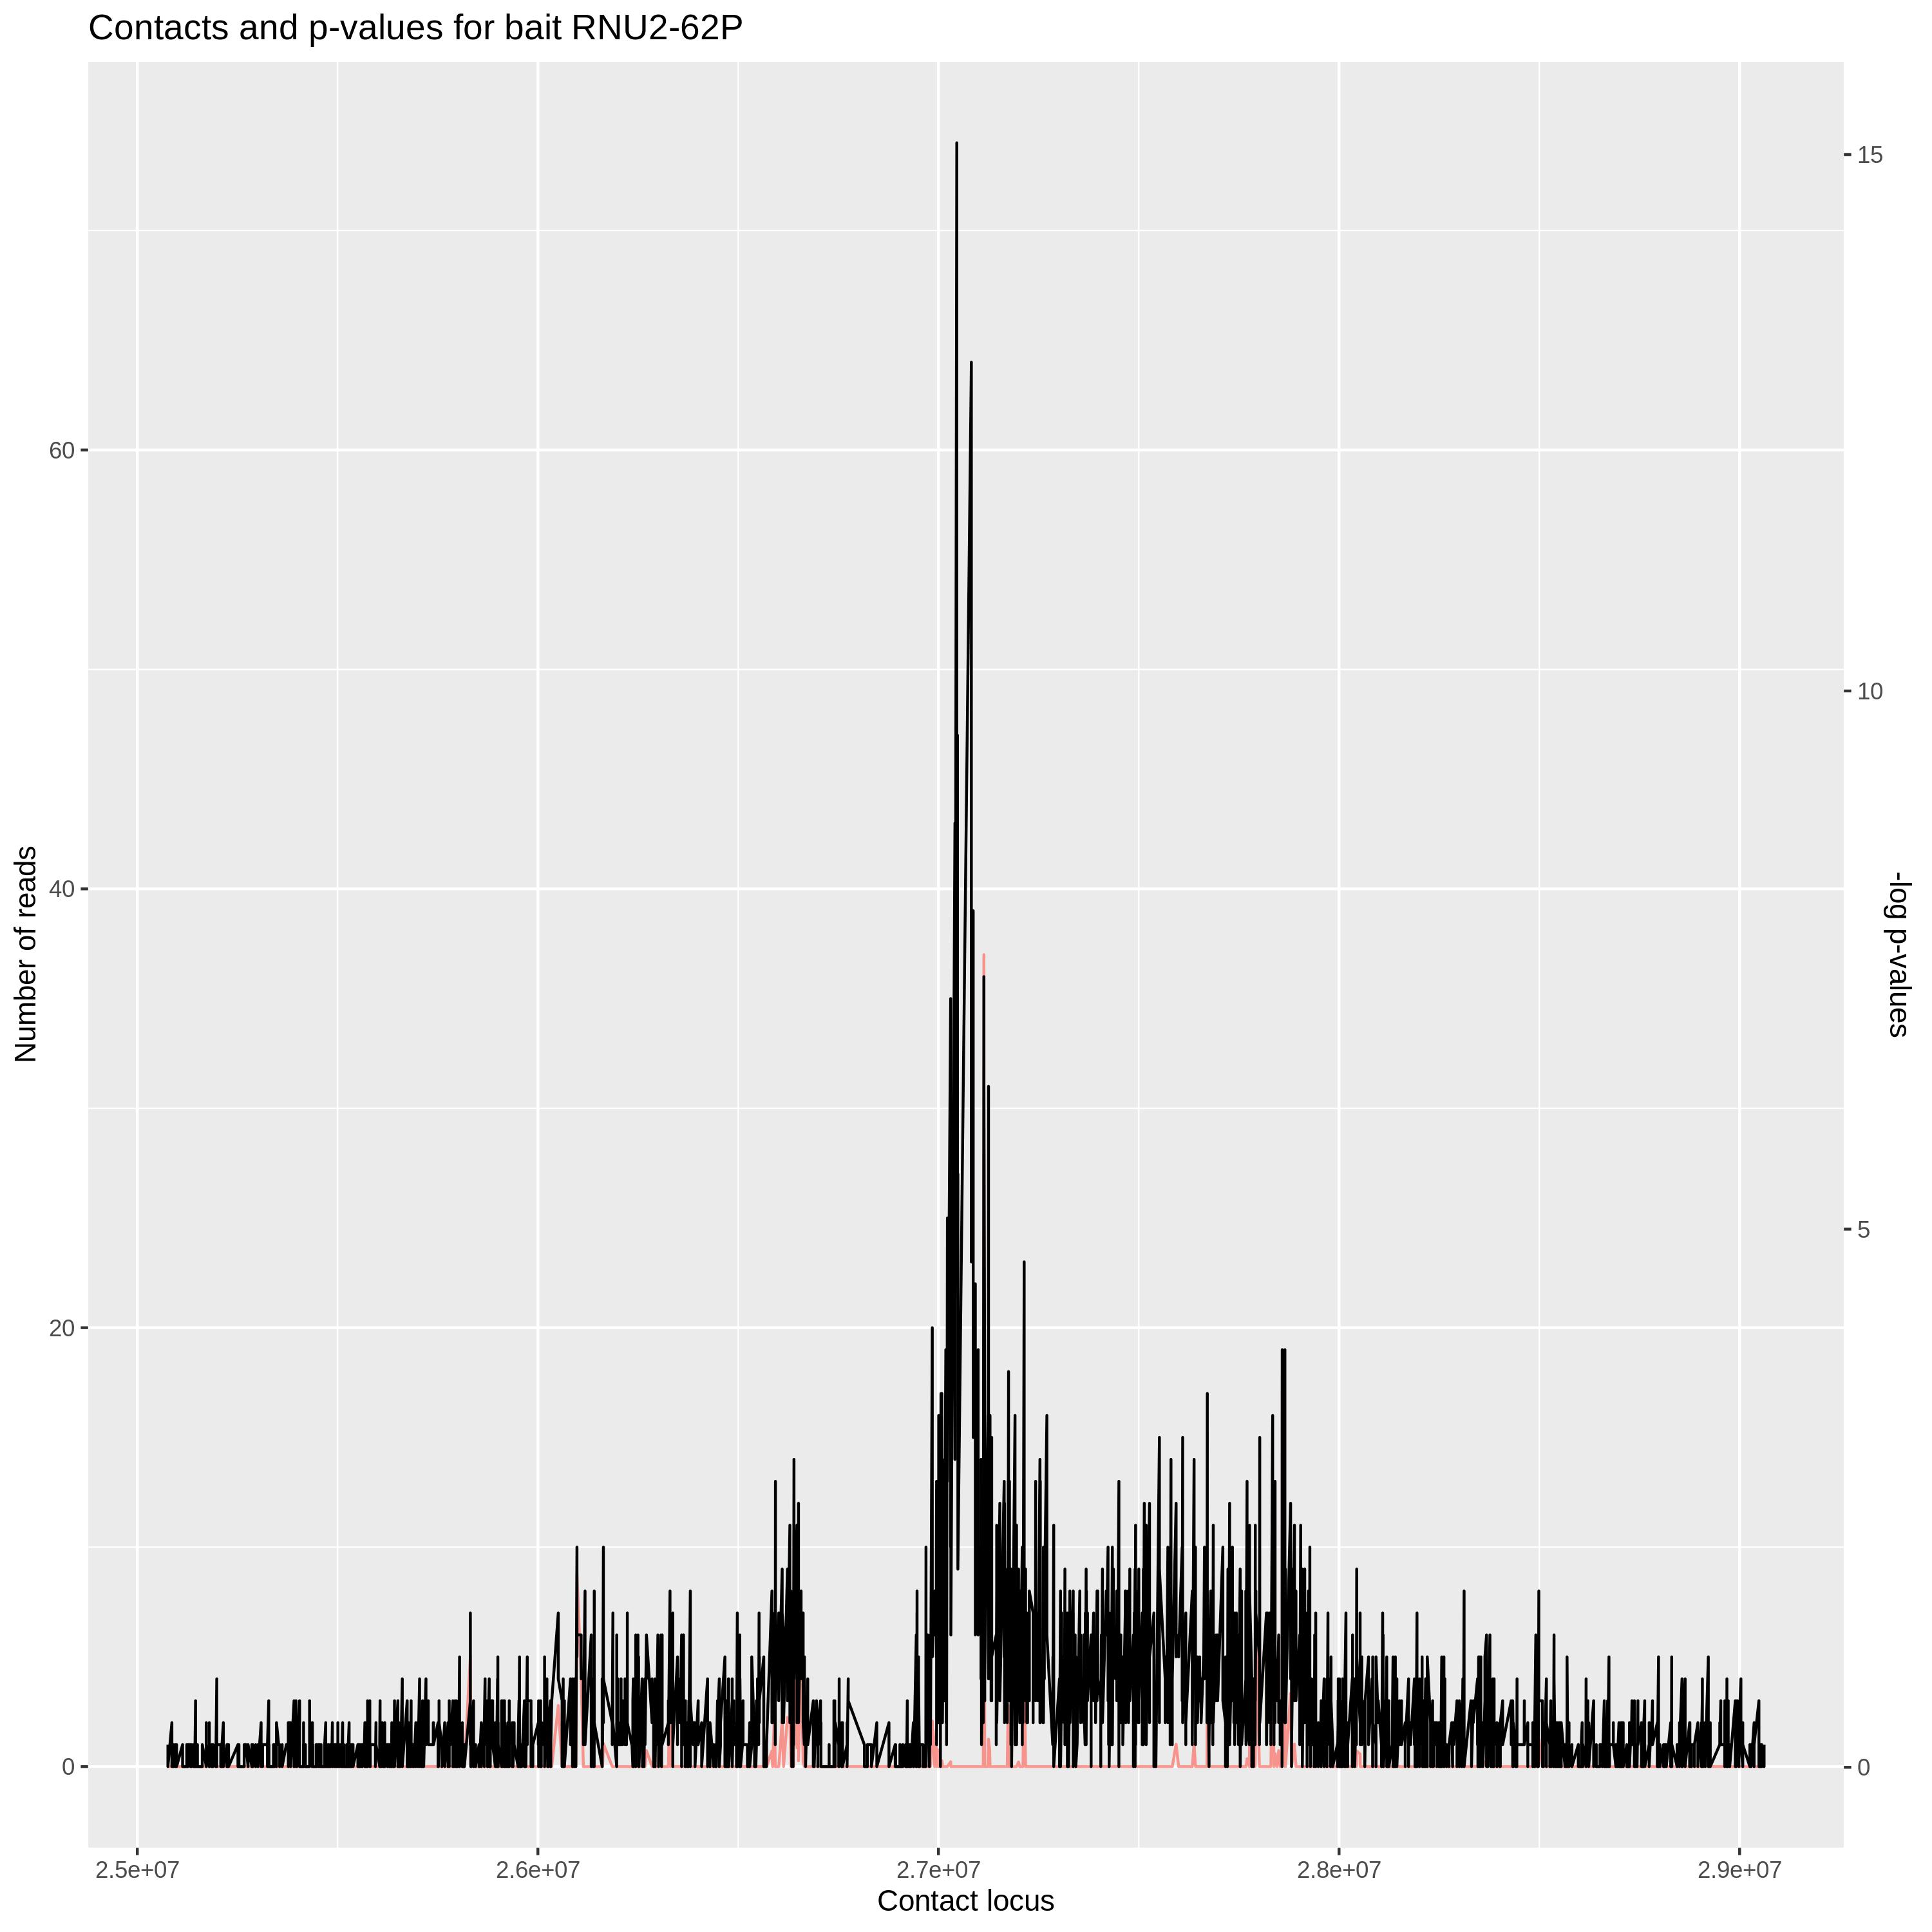 Contacts and p-values for bait RNU2-62P
15
60
10
40
Number of reads
-log p-values
5
20
0
0
2.5e+07
2.6e+07
2.7e+07
2.8e+07
2.9e+07
Contact locus